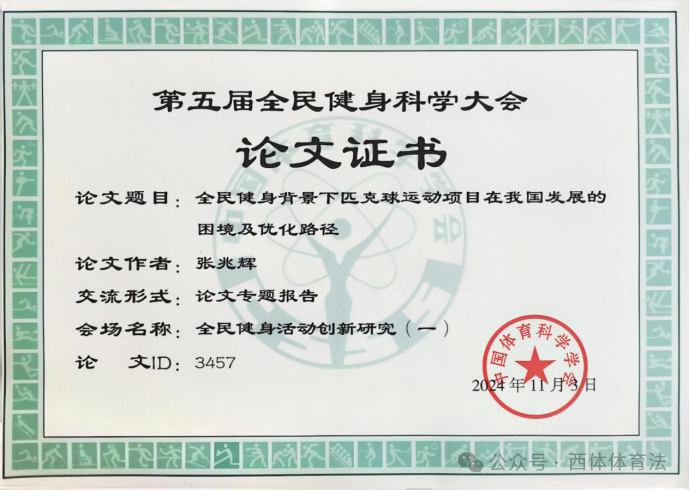 第五届全民健身科学大会
论文证书
论文题目：全民健身背景下匹克球运动项目在我国发展的
困境及优化路径
论文作者：张兆辉
交流形式：论文专题报告
会场名称：全民健身活动创新研究（一）
论 文ID：3457
中国体育科学学会
2024年11月3日
公众号·西体体育法